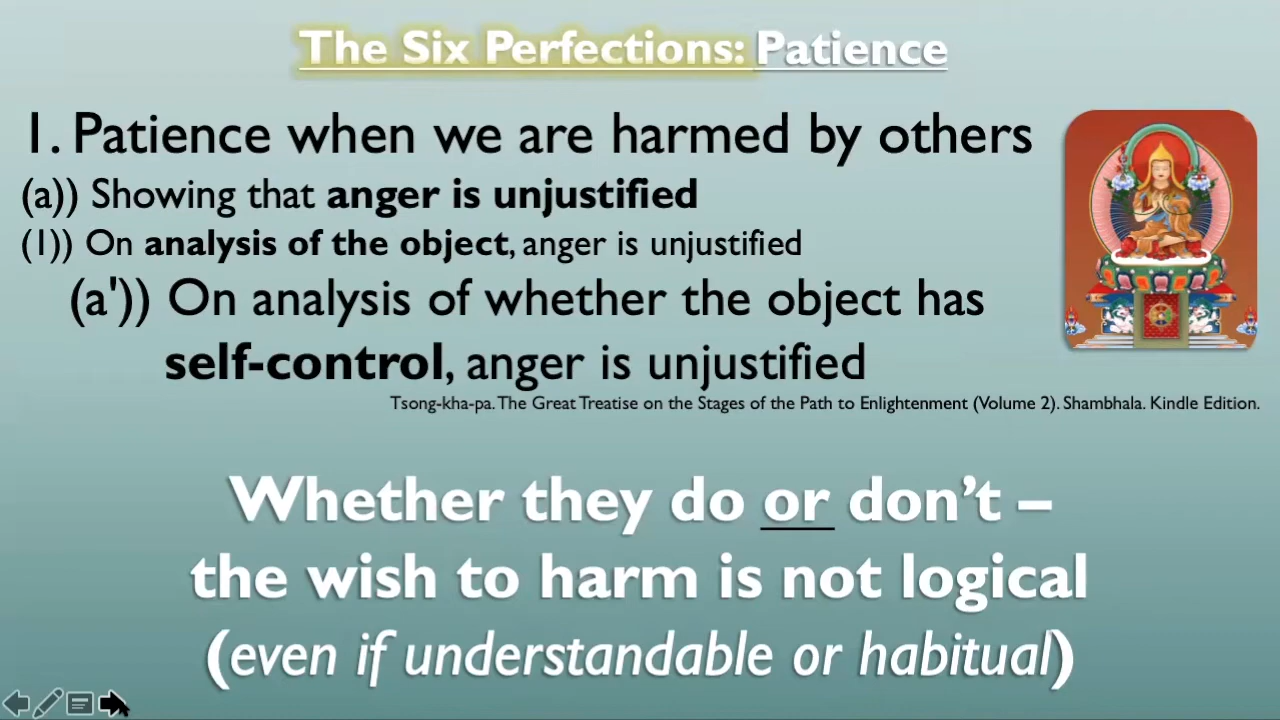 The Six Perfections: Patience
1. Patience when we are harmed by others
(a)) Showing that anger is unjustified
(1)) On analysis of the object, anger is unjustified
(a')) On analysis of whether the object has
self-control, anger is unjustified
Tsong-kha-pa. The Great Treatise on the Stages of the Path to Enlightenment (Volume 2). Shambhala. Kindle Edition.
Whether they do or don’t –
the wish to harm is not logical
(even if understandable or habitual)